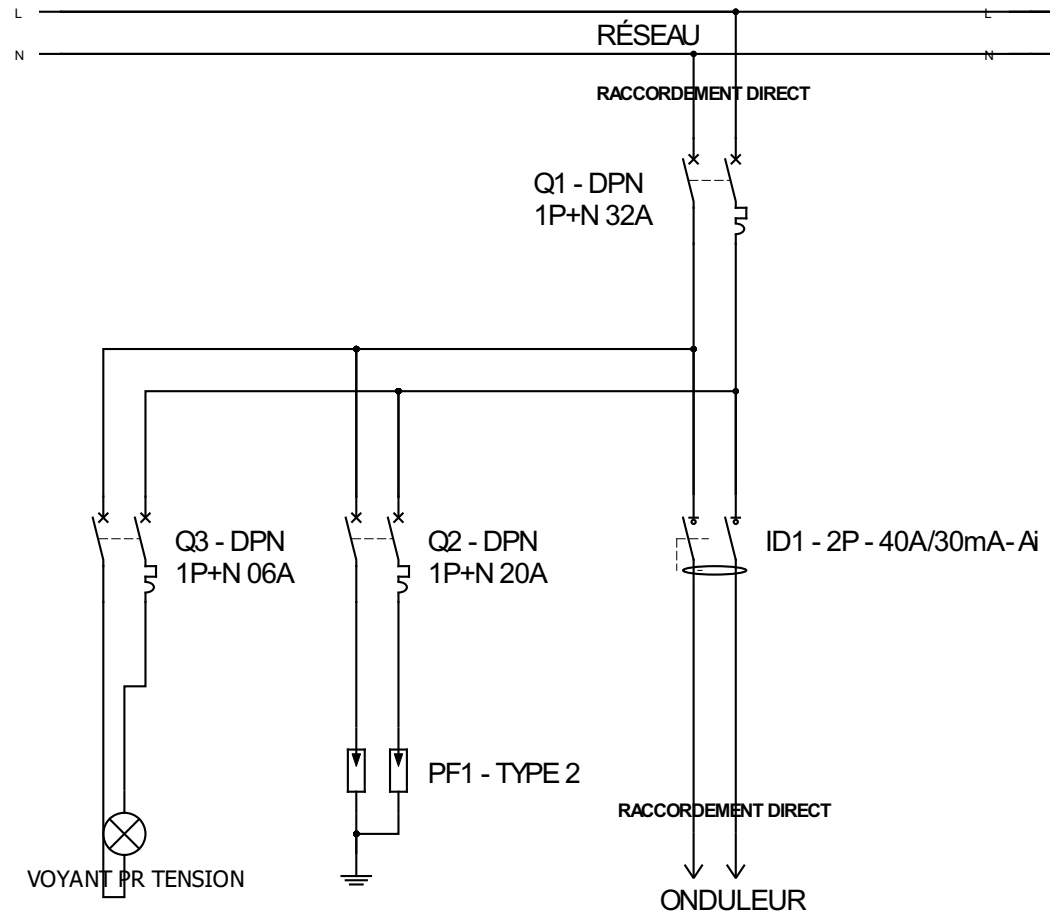 L
L
RÉSEAU
N
N
RACCORDEMENT DIRECT
Q1 - DPN
1P+N 32A
Q3 - DPN
1P+N 06A
Q2 - DPN
1P+N 20A
ID1 - 2P - 40A/30mA- Ai
PF1 - TYPE 2
RACCORDEMENT DIRECT
VOYANT PR TENSION
ONDULEUR